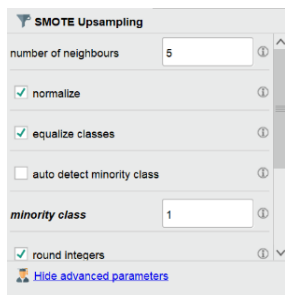 SMOTE Upsampling
number of neighbours 5
normalize
equalize classes
auto detect minority class
minority class 1
round integers
Hide advanced parameters